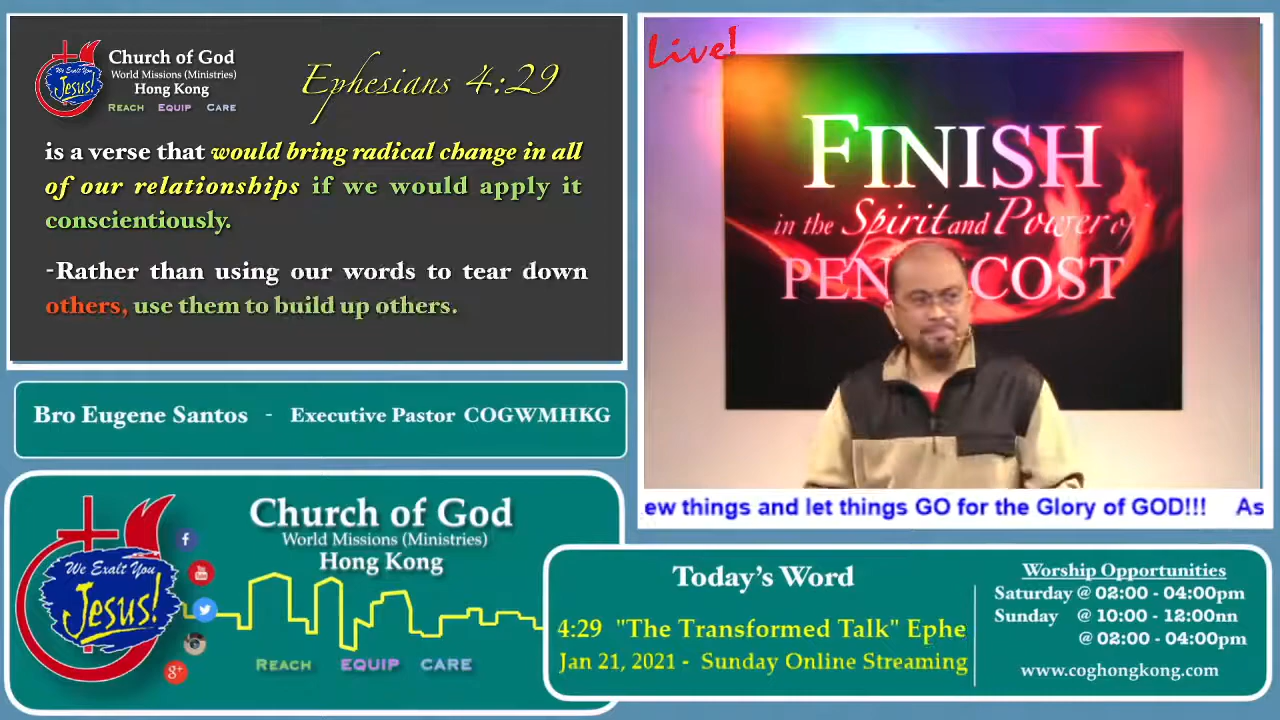 Church of God
World Missions (Ministries)
Hong Kong
REACH EQUIP CARE
We Exalt You
Jesus!
Ephesians 4:29
is a verse that would bring radical change in all
of our relationships if we would apply it
conscientiously.
-Rather than using our words to tear down
others, use them to build up others.
Live!
FINISH
in the Spirit and Power of
PEN COST
ew things and let things GO for the Glory of GOD!!! As
Bro Eugene Santos - Executive Pastor COGWMHKG
We Exalt You
Jesus!
Church of God
World Missions (Ministries)
Hong Kong
REACH EQUIP CARE
Today's Word
4:29 "The Transformed Talk" Ephe
Jan 21, 2021 - Sunday Online Streaming
Worship Opportunities
Saturday @ 02:00 - 04:00pm
Sunday @ 10:00 - 12:00nn
@ 02:00 - 04:00pm
www.coghongkong.com